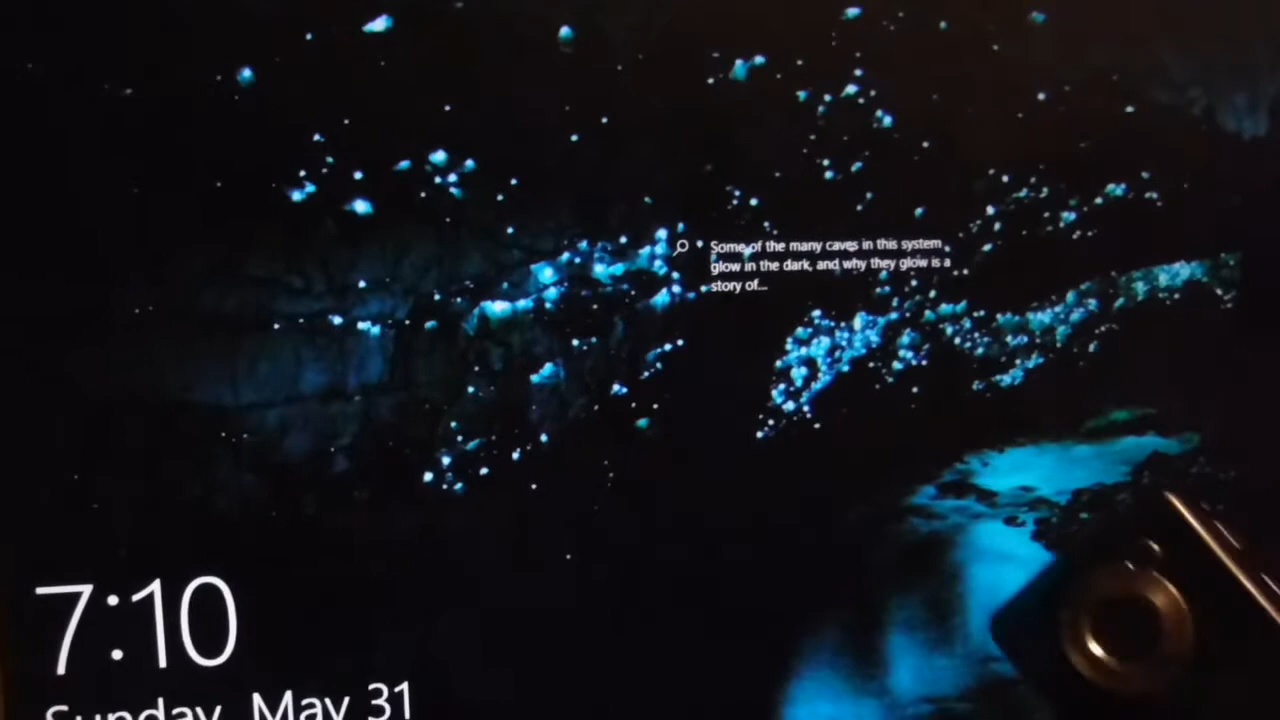 Some of the many caves in this system
glow in the dark, and why they glow is a
story of...
7:10
Sunday, May 31